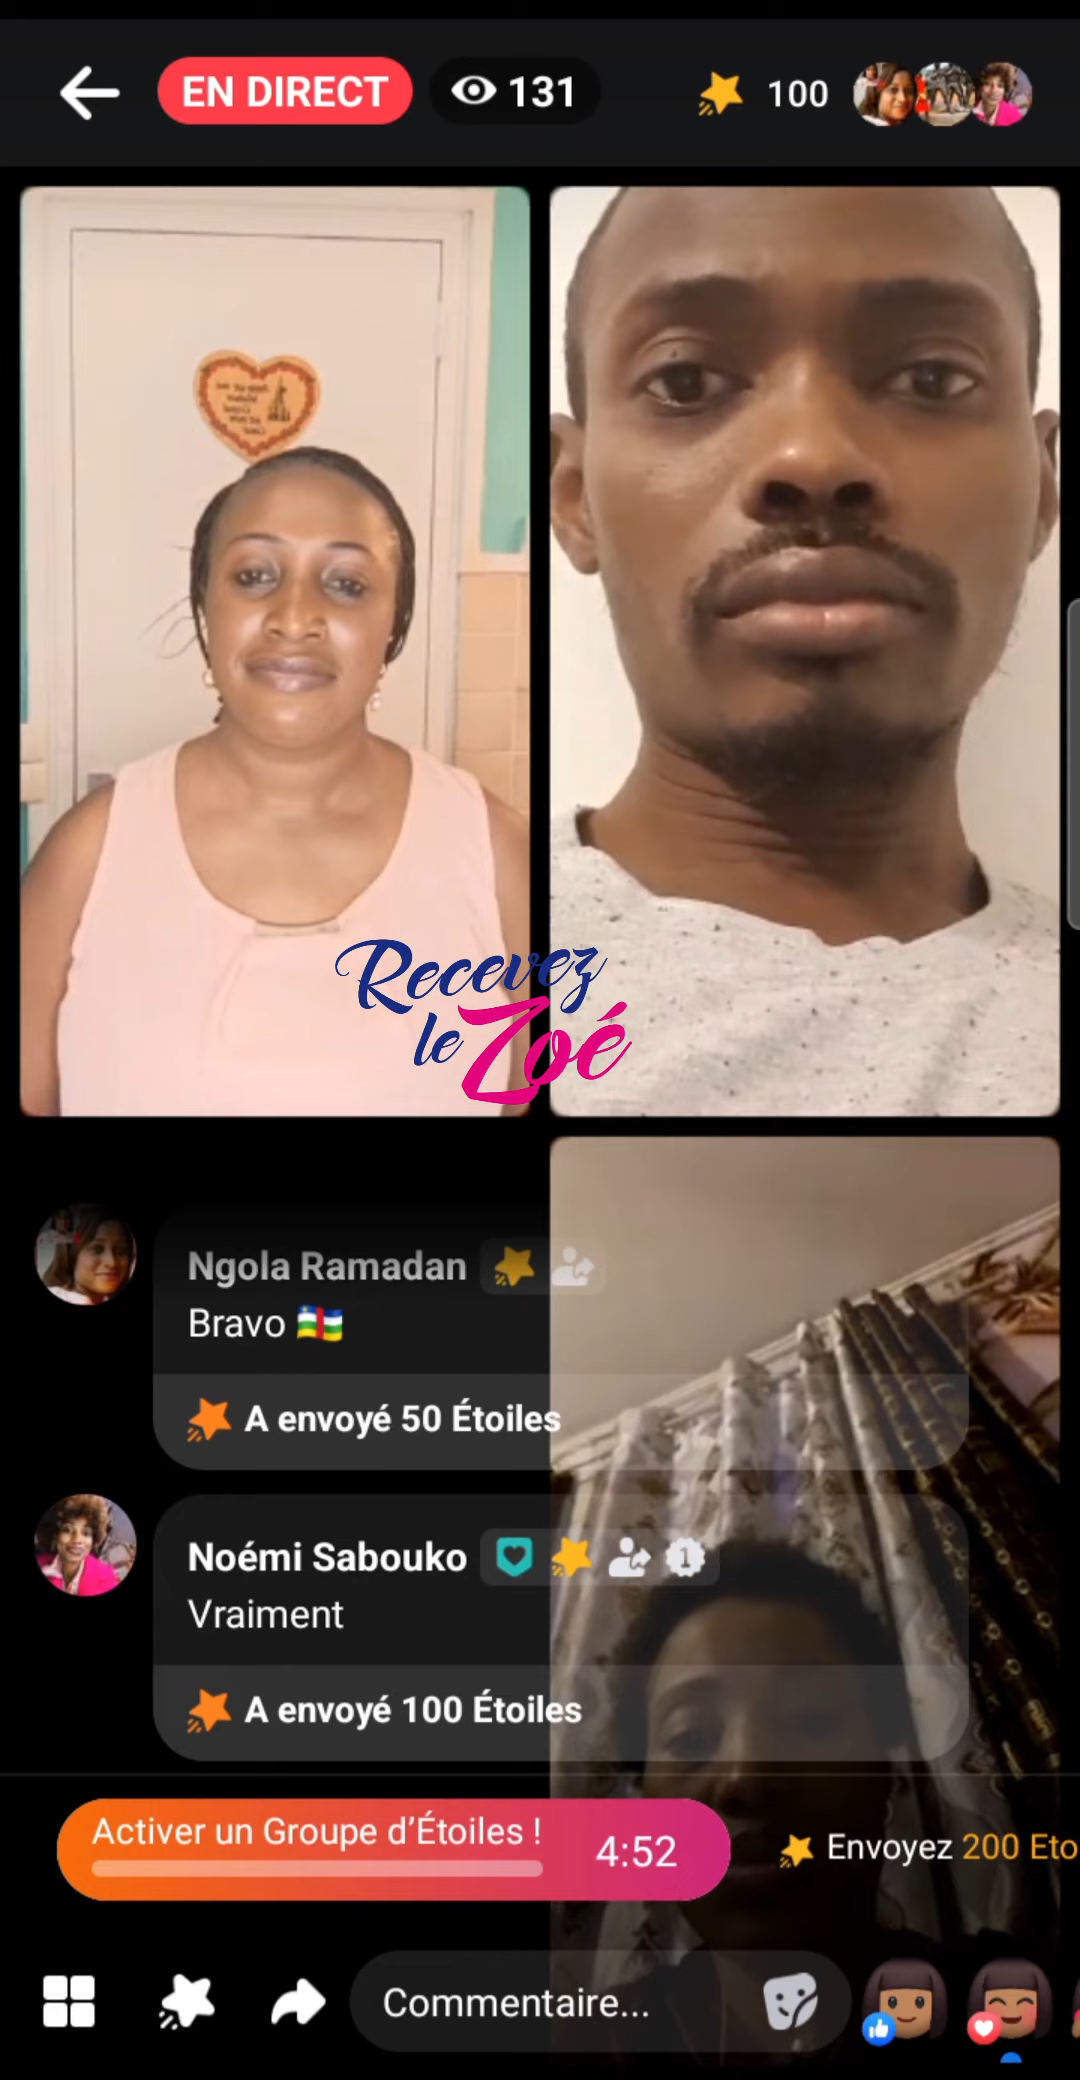 EN DIRECT
131
100
Recevez
le Zoé
Ngola Ramadan
Bravo 🇨🇫
A envoyé 50 Étoiles
Noémi Sabouko
1
Vraiment
A envoyé 100 Étoiles
Activer un Groupe d'Étoiles !
4:52
Envoyez 200 Eto
Commentaire...